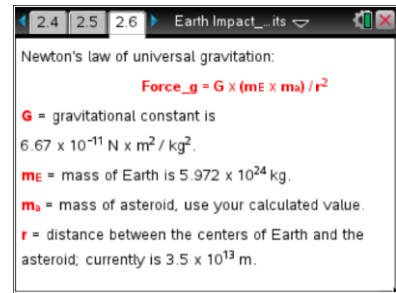 2.4 2.5 2.6 Earth Impact_...its
Newton's law of universal gravitation:
Force_g = G x (mE x ma) / r²
G = gravitational constant is
6.67 x 10⁻¹¹ N x m² / kg².
mE = mass of Earth is 5.972 x 10²⁴ kg.
ma = mass of asteroid, use your calculated value.
r = distance between the centers of Earth and the
asteroid; currently is 3.5 x 10¹³ m.